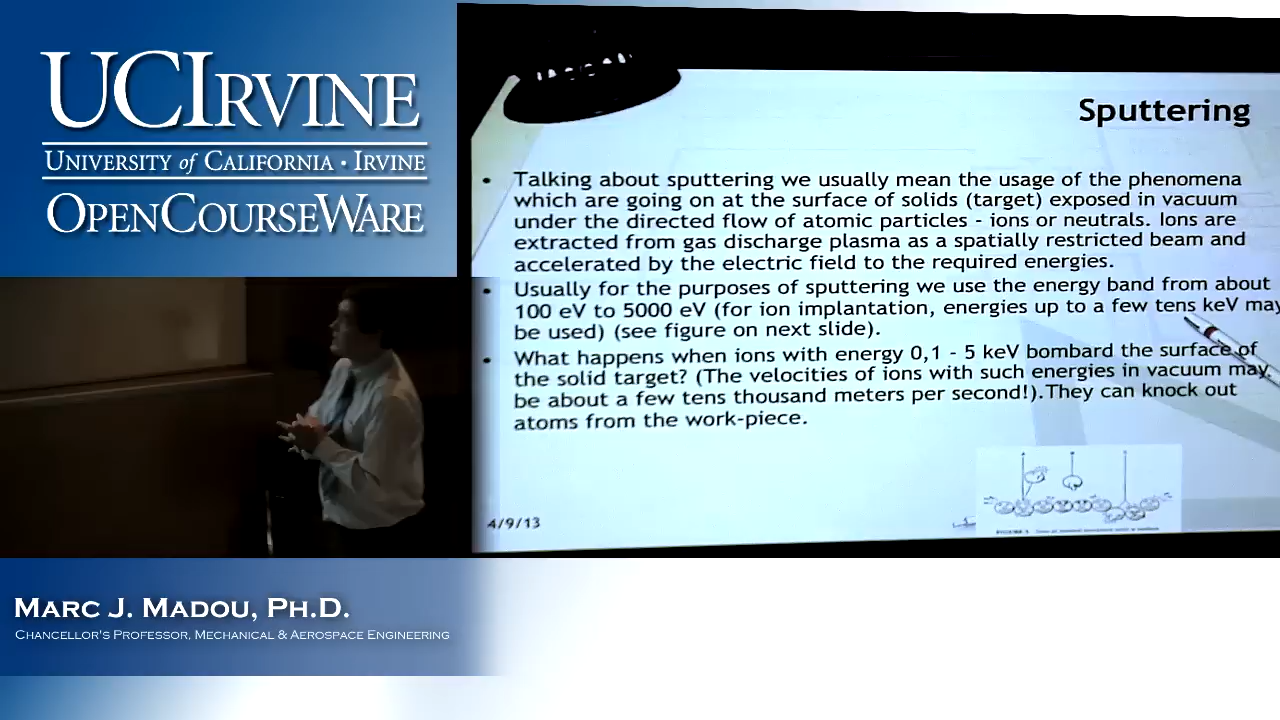 UCIRVINE
UNIVERSITY of CALIFORNIA · IRVINE
OPENCOURSEWARE
Sputtering
• Talking about sputtering we usually mean the usage of the phenomena
which are going on at the surface of solids (target) exposed in vacuum
under the directed flow of atomic particles - ions or neutrals. Ions are
extracted from gas discharge plasma as a spatially restricted beam and
accelerated by the electric field to the required energies.
• Usually for the purposes of sputtering we use the energy band from about
100 eV to 5000 eV (for ion implantation, energies up to a few tens keV may
be used) (see figure on next slide).
• What happens when ions with energy 0,1 - 5 keV bombard the surface of
the solid target? (The velocities of ions with such energies in vacuum may
be about a few tens thousand meters per second!).They can knock out
atoms from the work-piece.
4/9/13
MARC J. MADOU, PH.D.
CHANCELLOR'S PROFESSOR, MECHANICAL & AEROSPACE ENGINEERING